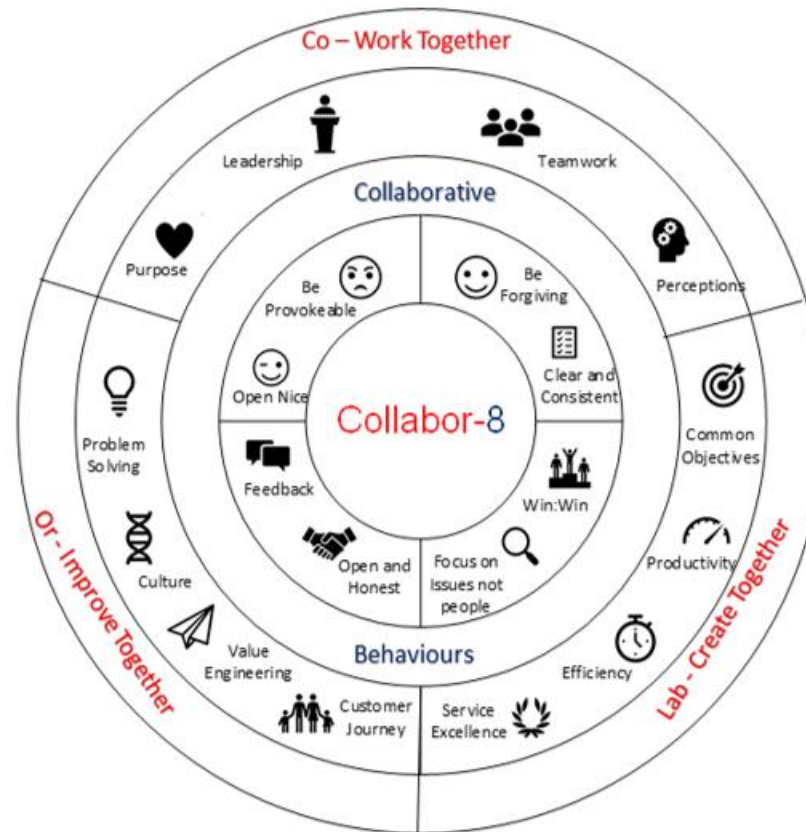 Co – Work Together
Leadership
Teamwork
Purpose
Perceptions
Collaborative
Be
Provokeable
Be
Forgiving
Open Nice
Clear and
Consistent
Collabor-8
Feedback
Win:Win
Open and
Honest
Focus on
Issues not
people
Behaviours
Problem
Solving
Culture
Value
Engineering
Customer
Journey
Common
Objectives
Productivity
Efficiency
Service
Excellence
Or - Improve Together
Lab - Create Together